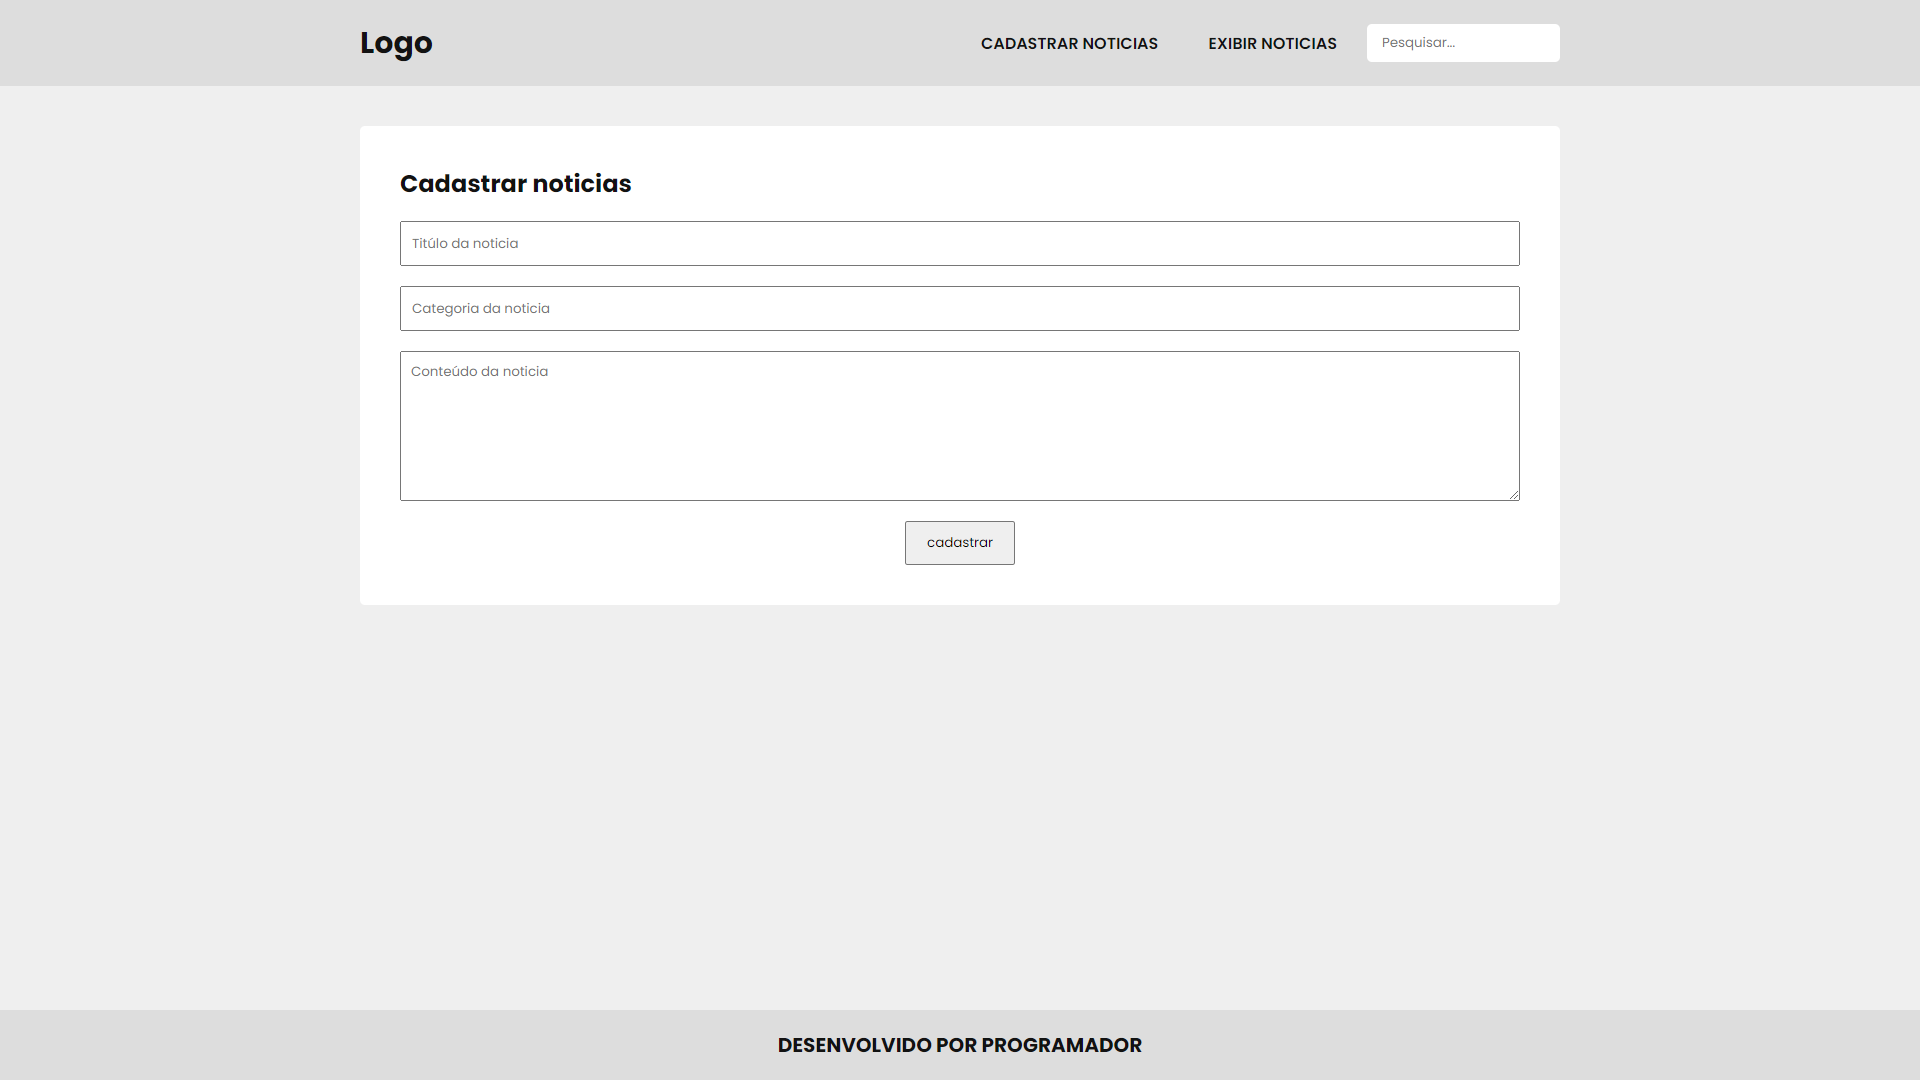 Logo
CADASTRAR NOTICIAS
EXIBIR NOTICIAS
Pesquisar...
Cadastrar noticias
Titúlo da noticia
Categoria da noticia
Conteúdo da noticia
cadastrar
DESENVOLVIDO POR PROGRAMADOR